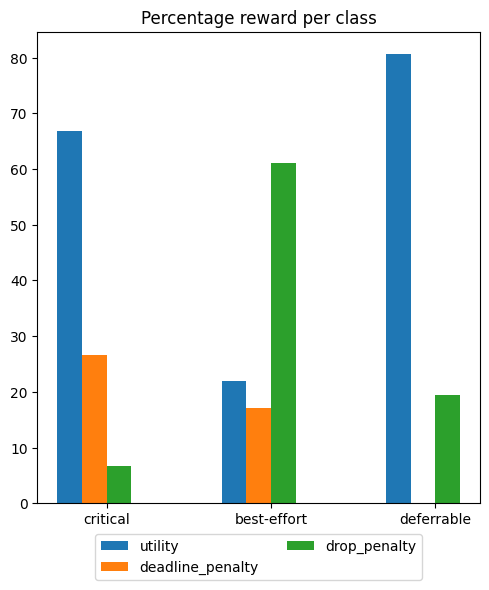 Percentage reward per class
80
70
60
50
40
30
20
10
0
critical best-effort deferrable
utility drop_penalty
deadline_penalty